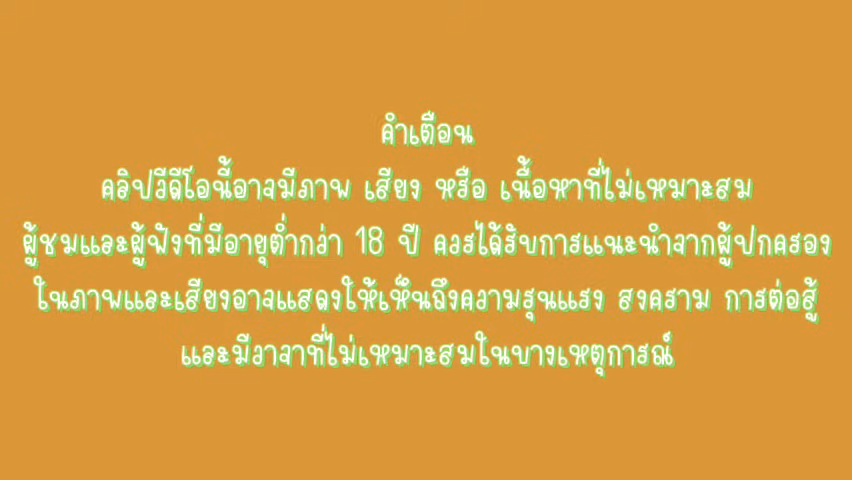 คำเตือน
คลิปวีดีโอนี้อาจมีภาพ เสียง หรือ เนื้อหาที่ไม่เหมาะสม
ผู้ชมและผู้ฟังที่มีอายุต่ำกว่า 18 ปี ควรได้รับการแนะนำจากผู้ปกครอง
ในภาพและเสียงอาจแสดงให้เห็นถึงความรุนแรง สงคราม การต่อสู้
และมีวาจาที่ไม่เหมาะสมในบางเหตุการณ์